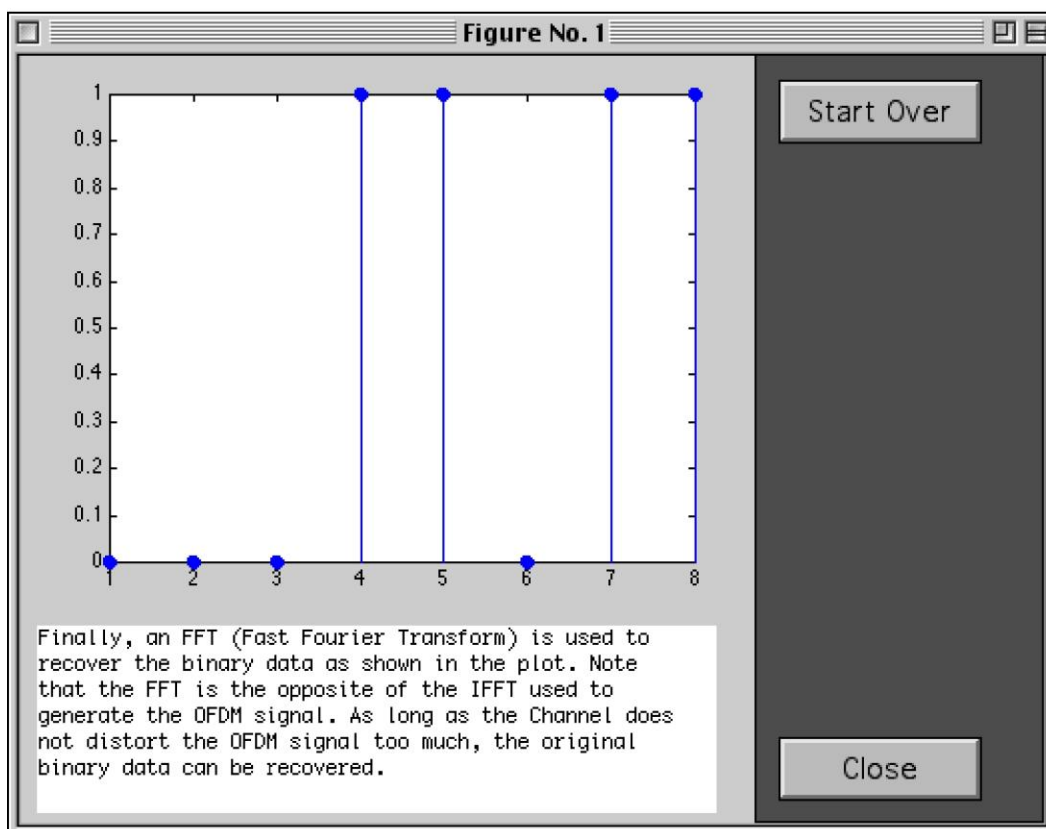 Figure No. 1
1
0.9
0.8
0.7
0.6
0.5
0.4
0.3
0.2
0.1
0
1 2 3 4 5 6 7 8
Start Over
Finally, an FFT (Fast Fourier Transform) is used to
recover the binary data as shown in the plot. Note
that the FFT is the opposite of the IFFT used to
generate the OFDM signal. As long as the Channel does
not distort the OFDM signal too much, the original
binary data can be recovered.
Close